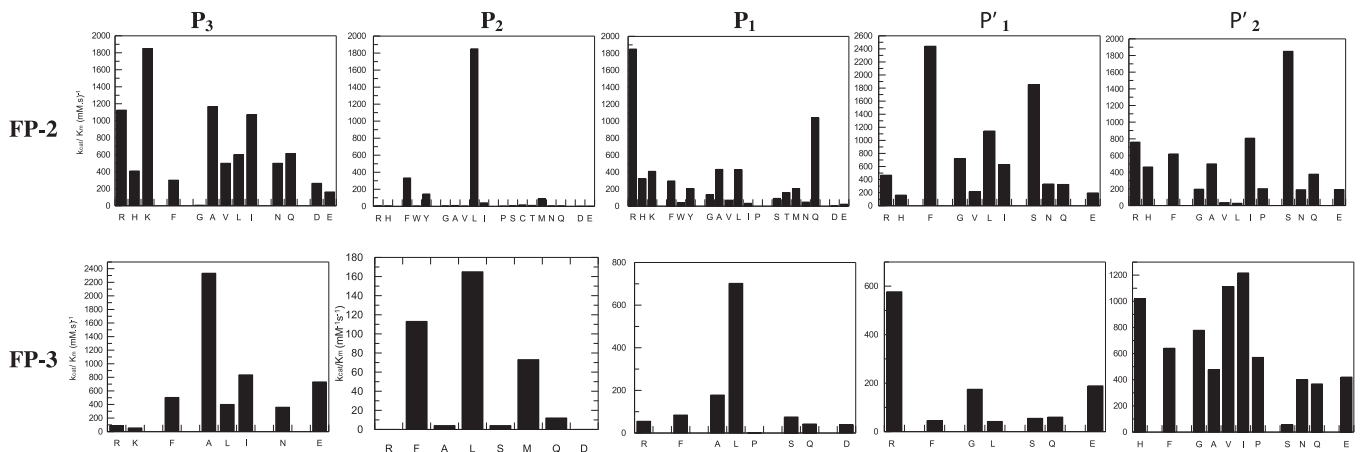 P3 P2 P1 P'1 P'2
FP-2
kcat/ Km (mM.s)-1
2000 1800 1600 1400 1200 1000 800 600 400 200 0
R H K F G A V L I N Q D E
2000 1800 1600 1400 1200 1000 800 600 400 200 0
R H F W Y G A V L I P S C T M N Q D E
2000 1800 1600 1400 1200 1000 800 600 400 200 0
R H K F W Y G A V L I P S T M N Q D E
2600 2400 2200 2000 1800 1600 1400 1200 1000 800 600 400 200 0
R H F G V L I S N Q E
2000 1800 1600 1400 1200 1000 800 600 400 200 0
R H F G A V L I P S N Q E
FP-3
kcat/ Km (mM.s)-1
2400 2200 2000 1800 1600 1400 1200 1000 800 600 400 200 0
R K F A L I N E
kcat/Km (mM-1s-1)
180 160 140 120 100 80 60 40 20 0
R F A L S M Q D
800 600 400 200 0
R F A L P S Q D
600 400 200 0
R F G L S Q E
1200 1000 800 600 400 200 0
H F G A V I P S N Q E